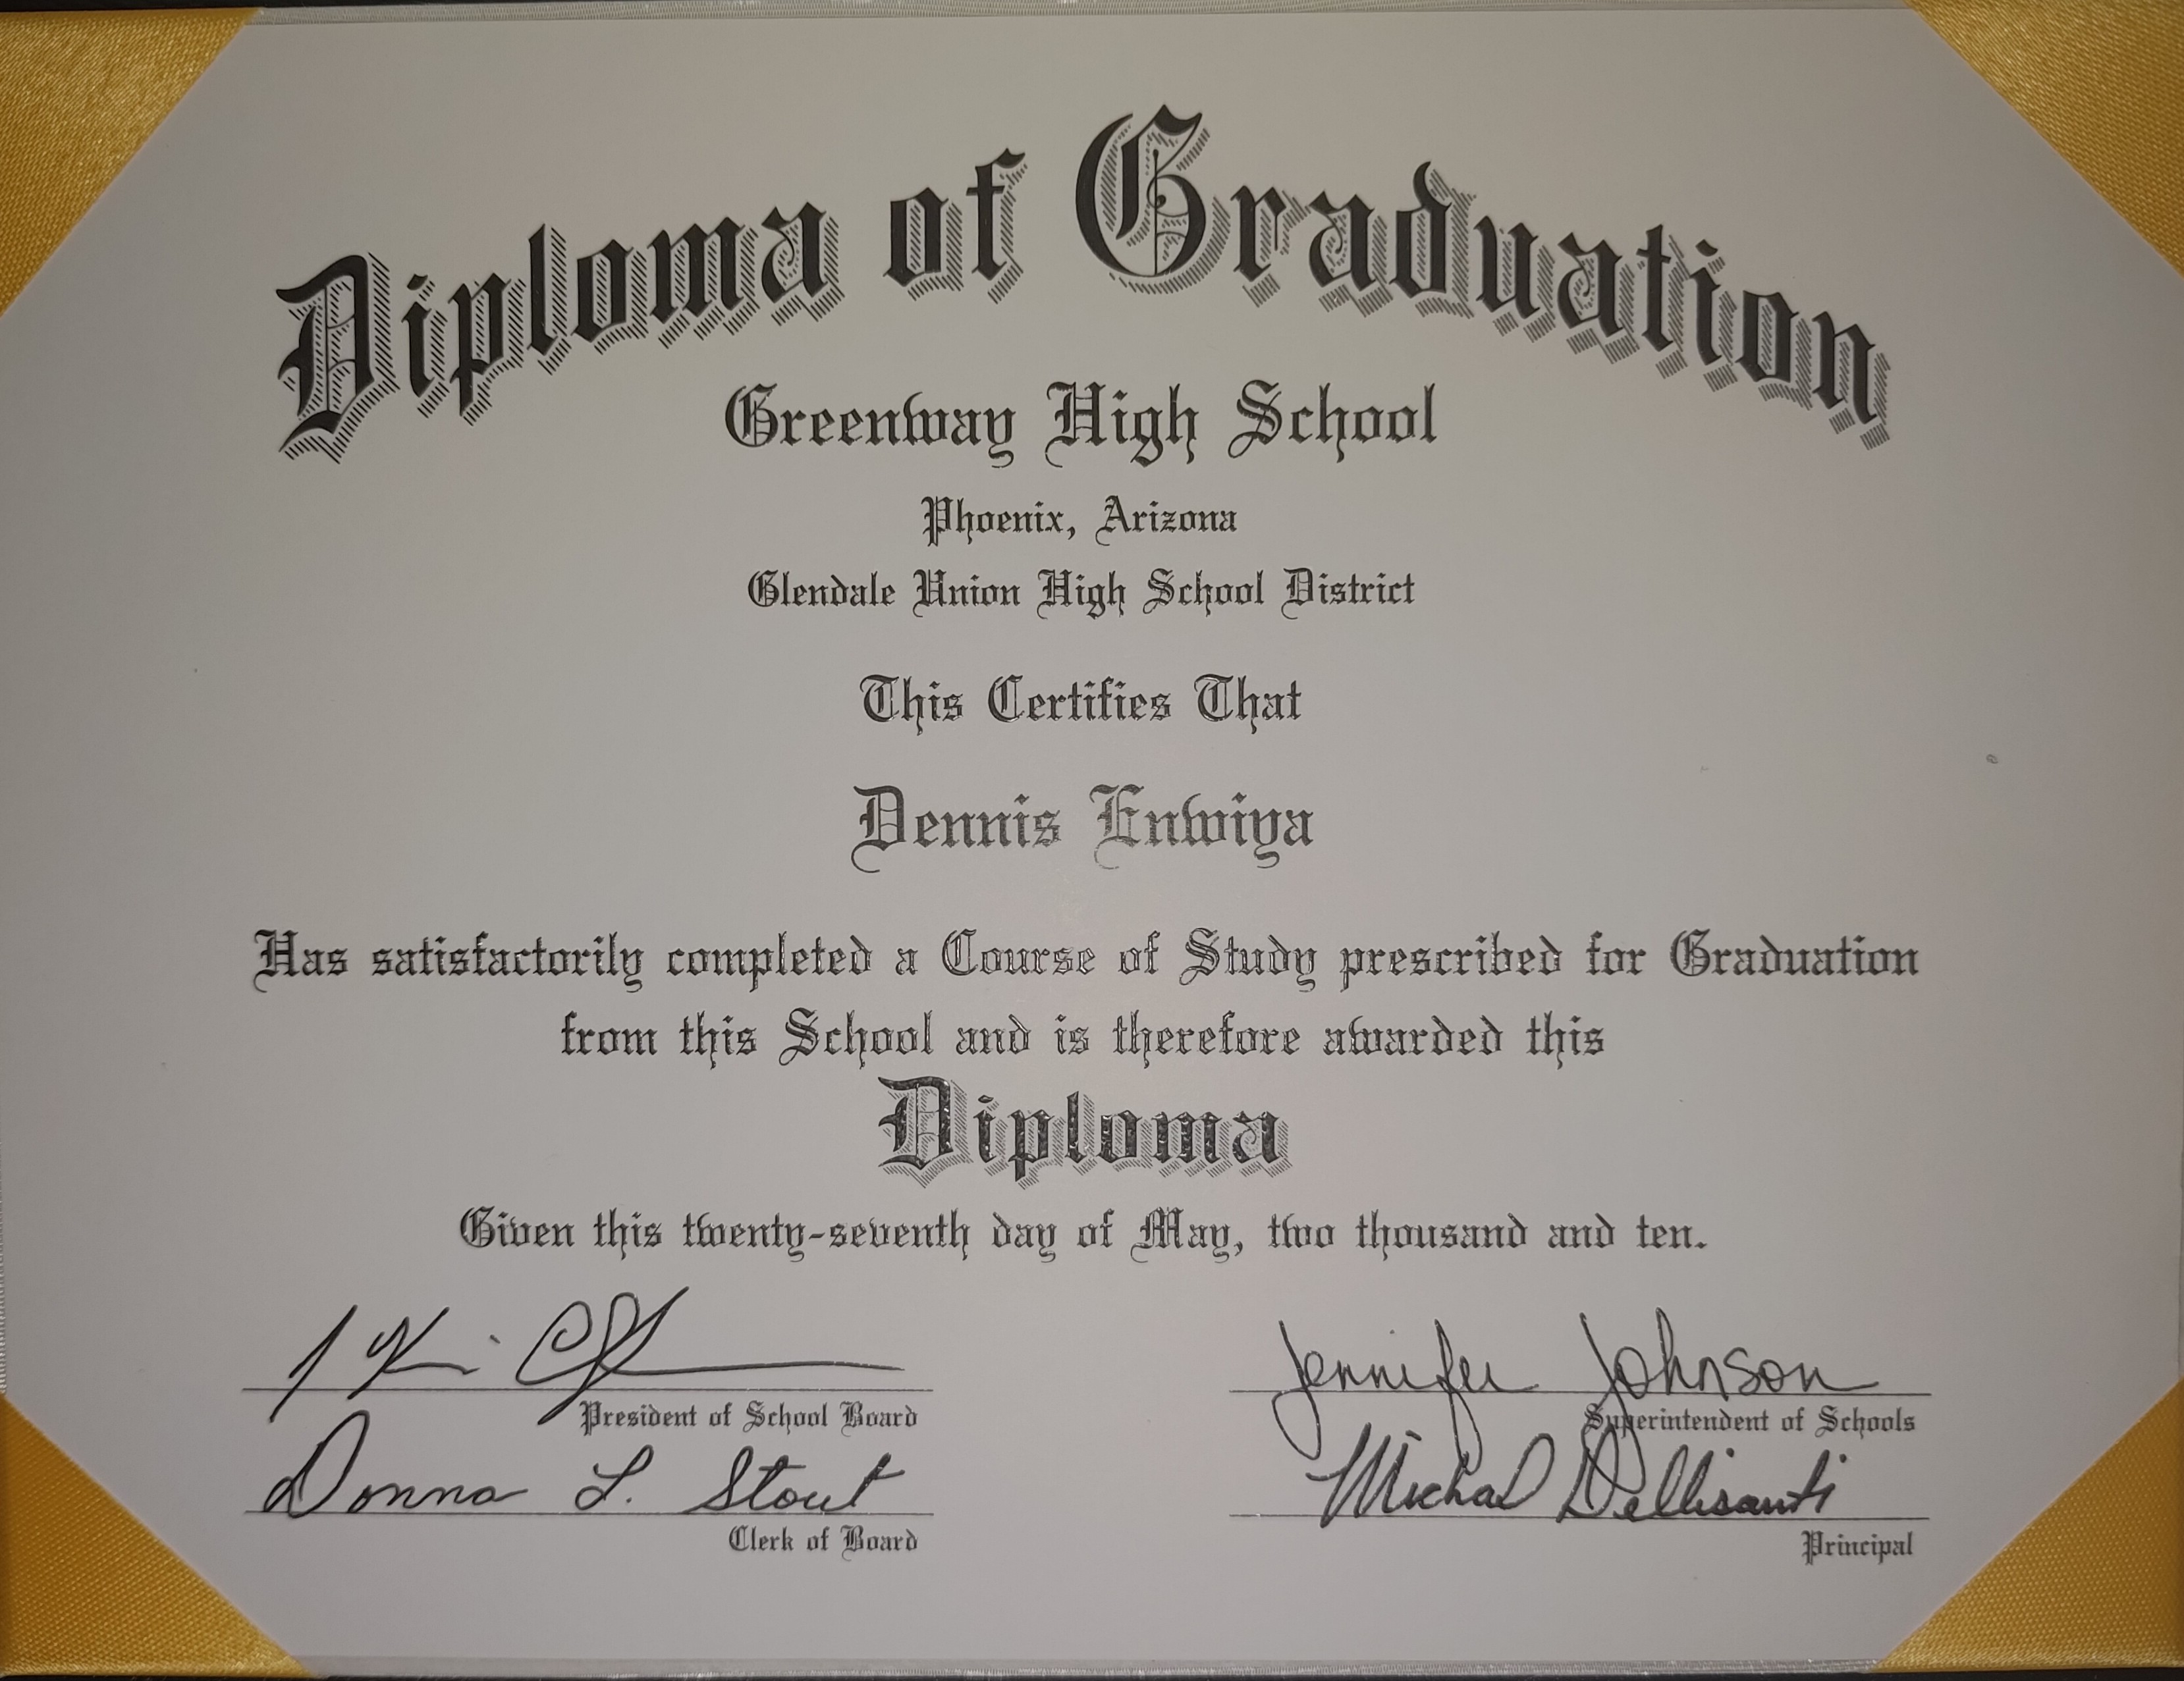 Diploma of Graduation
Greenway High School
Phoenix, Arizona
Glendale Union High School District
This Certifies That
Dennis Enwiya
Has satisfactorily completed a Course of Study prescribed for Graduation
from this School and is therefore awarded this
Diploma
Given this twenty-seventh day of May, two thousand and ten.
President of School Board
Donna L. Stout
Clerk of Board
Jennifer Johnson
Superintendent of Schools
Michael Dellisanti
Principal